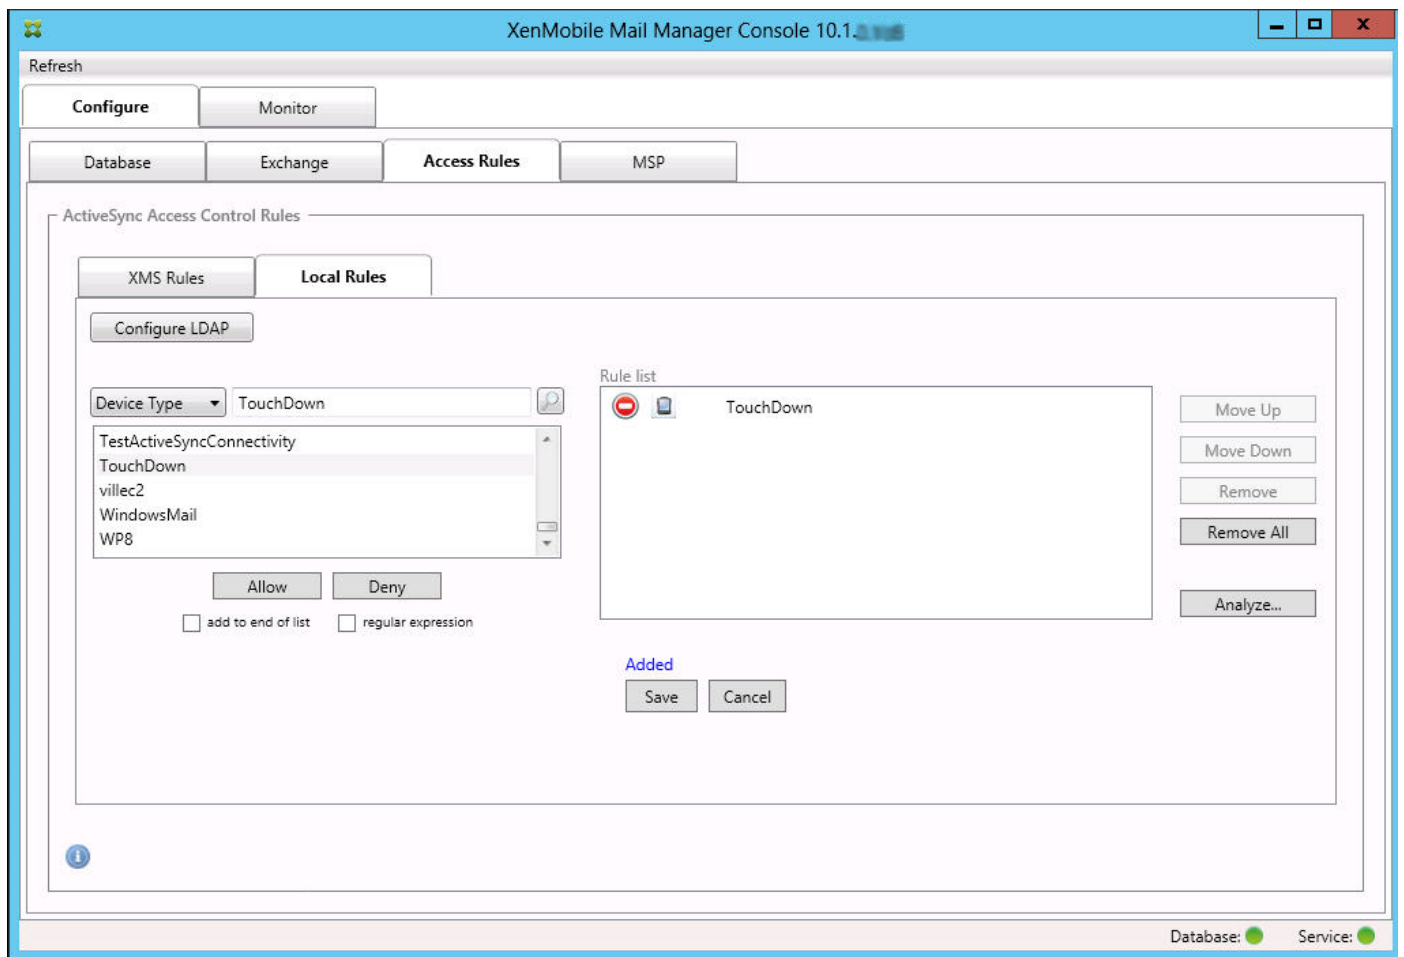 XenMobile Mail Manager Console 10.1.
Refresh
Configure Monitor
Database Exchange Access Rules MSP
ActiveSync Access Control Rules
XMS Rules Local Rules
Configure LDAP
Rule list
Device Type TouchDown
TouchDown
Move Up
TestActiveSyncConnectivity
Move Down
TouchDown
villec2
Remove
WindowsMail
WP8
Remove All
Allow Deny
Analyze...
add to end of list regular expression
Added
Save Cancel
Database: Service: